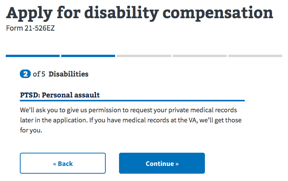 Apply for disability compensation
Form 21-526EZ
2 of 5 Disabilities
PTSD: Personal assault
We'll ask you to give us permission to request your private medical records
later in the application. If you have medical records at the VA, we'll get those
for you.
« Back
Continue »